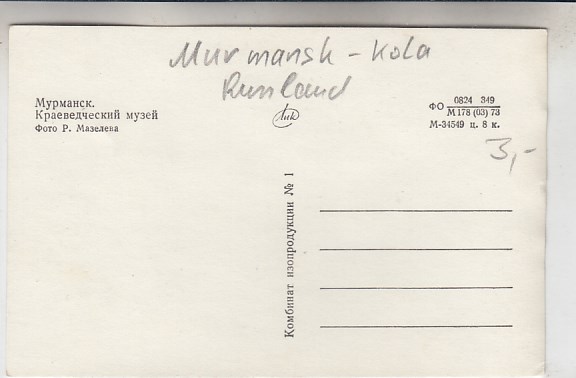 Murmansk - Kola
Russland
Мурманск.
Краеведческий музей
Фото Р. Мазелева
ФО 0824 349
М 178 (03) 73
М-34549 ц. 8 к.
3,-
Комбинат изопродукции № 1